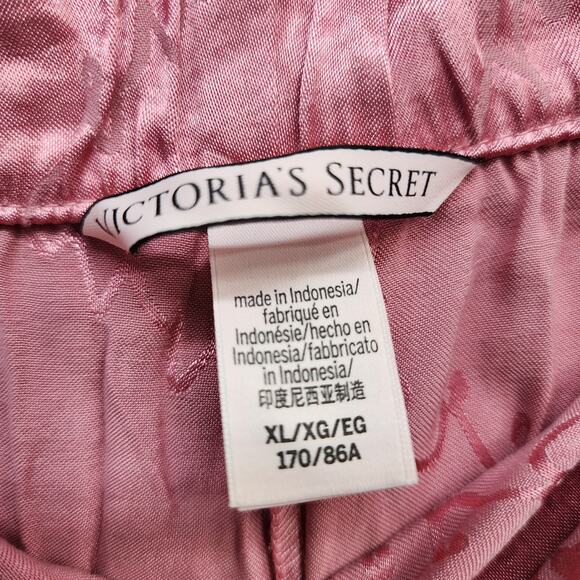 VICTORIA'S SECRET
made in Indonesia/
fabriqué en
Indonésie/hecho en
Indonesia/fabbricato
in Indonesia/
印度尼西亚制造
XL/XG/EG
170/86A